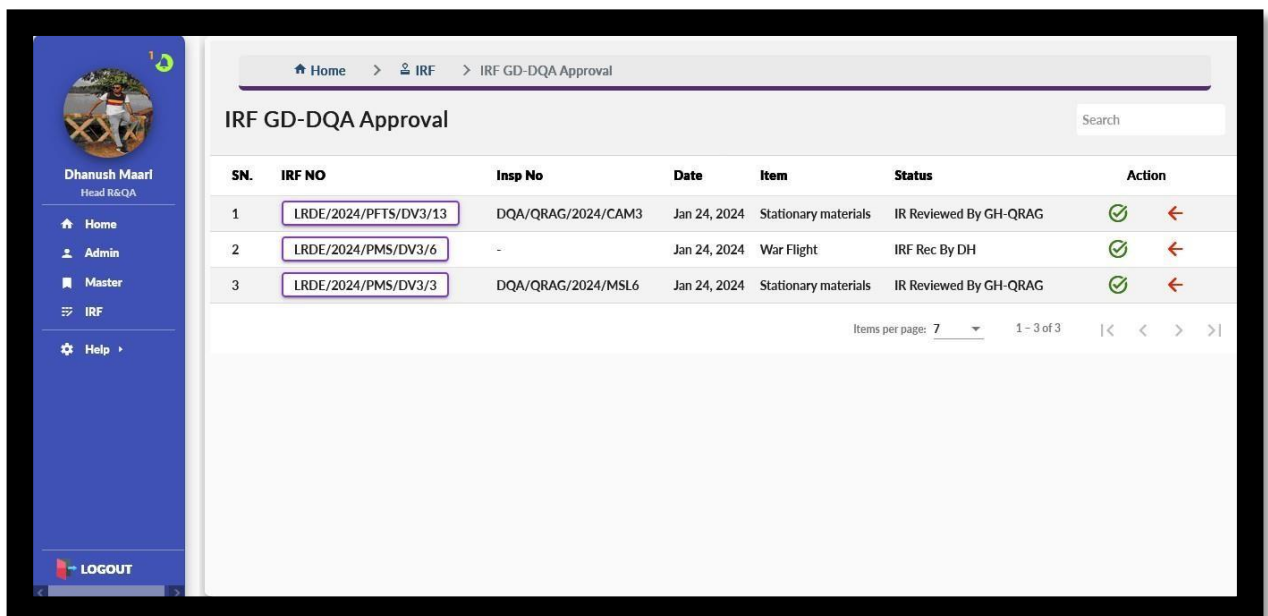 1
Dhanush Maarl
Head R&QA
Home
Admin
Master
IRF
Help
LOGOUT
Home > IRF > IRF GD-DQA Approval
IRF GD-DQA Approval
Search
SN. IRF NO Insp No Date Item Status Action
1 LRDE/2024/PFTS/DV3/13 DQA/QRAG/2024/CAM3 Jan 24, 2024 Stationary materials IR Reviewed By GH-QRAG
2 LRDE/2024/PMS/DV3/6 - Jan 24, 2024 War Flight IRF Rec By DH
3 LRDE/2024/PMS/DV3/3 DQA/QRAG/2024/MSL6 Jan 24, 2024 Stationary materials IR Reviewed By GH-QRAG
Items per page: 7 1 – 3 of 3